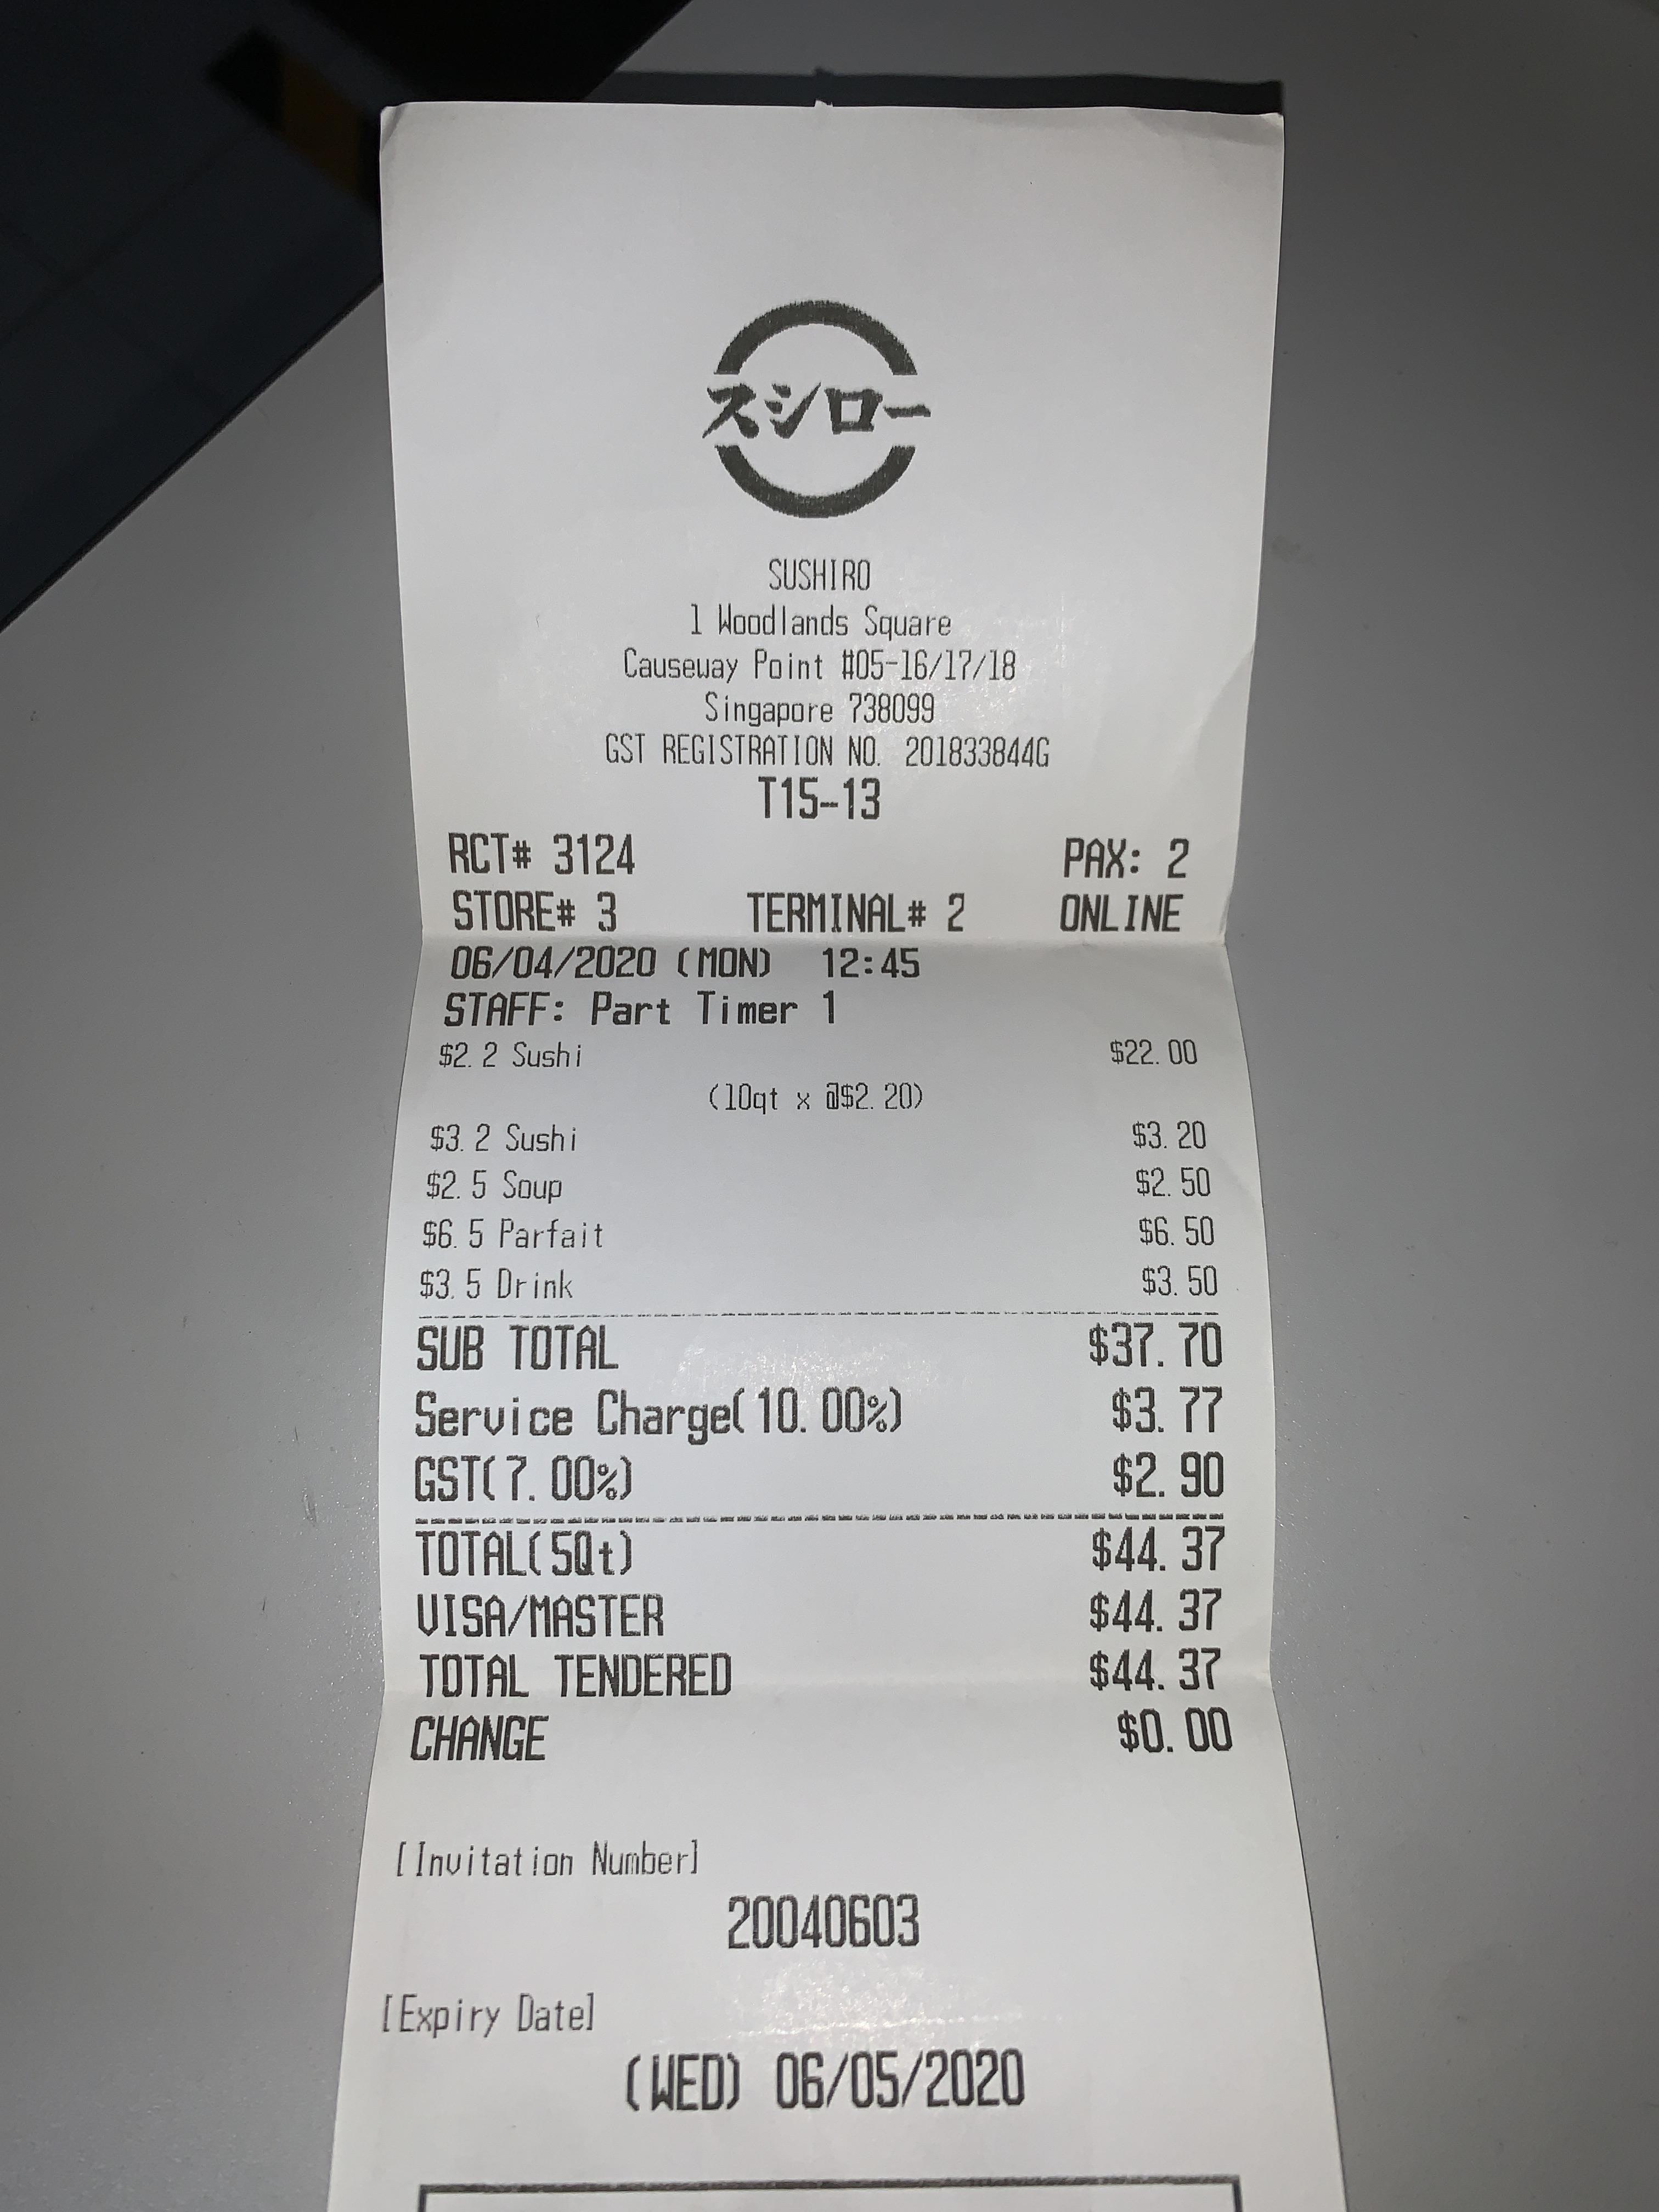 スシロー
SUSHIRO
1 Woodlands Square
Causeway Point #05-16/17/18
Singapore 738099
GST REGISTRATION NO. 201833844G
T15-13
RCT# 3124 PAX: 2
STORE# 3 TERMINAL# 2 ONLINE
06/04/2020 (MON) 12:45
STAFF: Part Timer 1
$2.2 Sushi $22.00
(10qt x @$2.20)
$3.2 Sushi $3.20
$2.5 Soup $2.50
$6.5 Parfait $6.50
$3.5 Drink $3.50
SUB TOTAL $37.70
Service Charge(10.00%) $3.77
GST(7.00%) $2.90
TOTAL(5Qt) $44.37
VISA/MASTER $44.37
TOTAL TENDERED $44.37
CHANGE $0.00
[Invitation Number]
20040603
[Expiry Date]
(WED) 06/05/2020